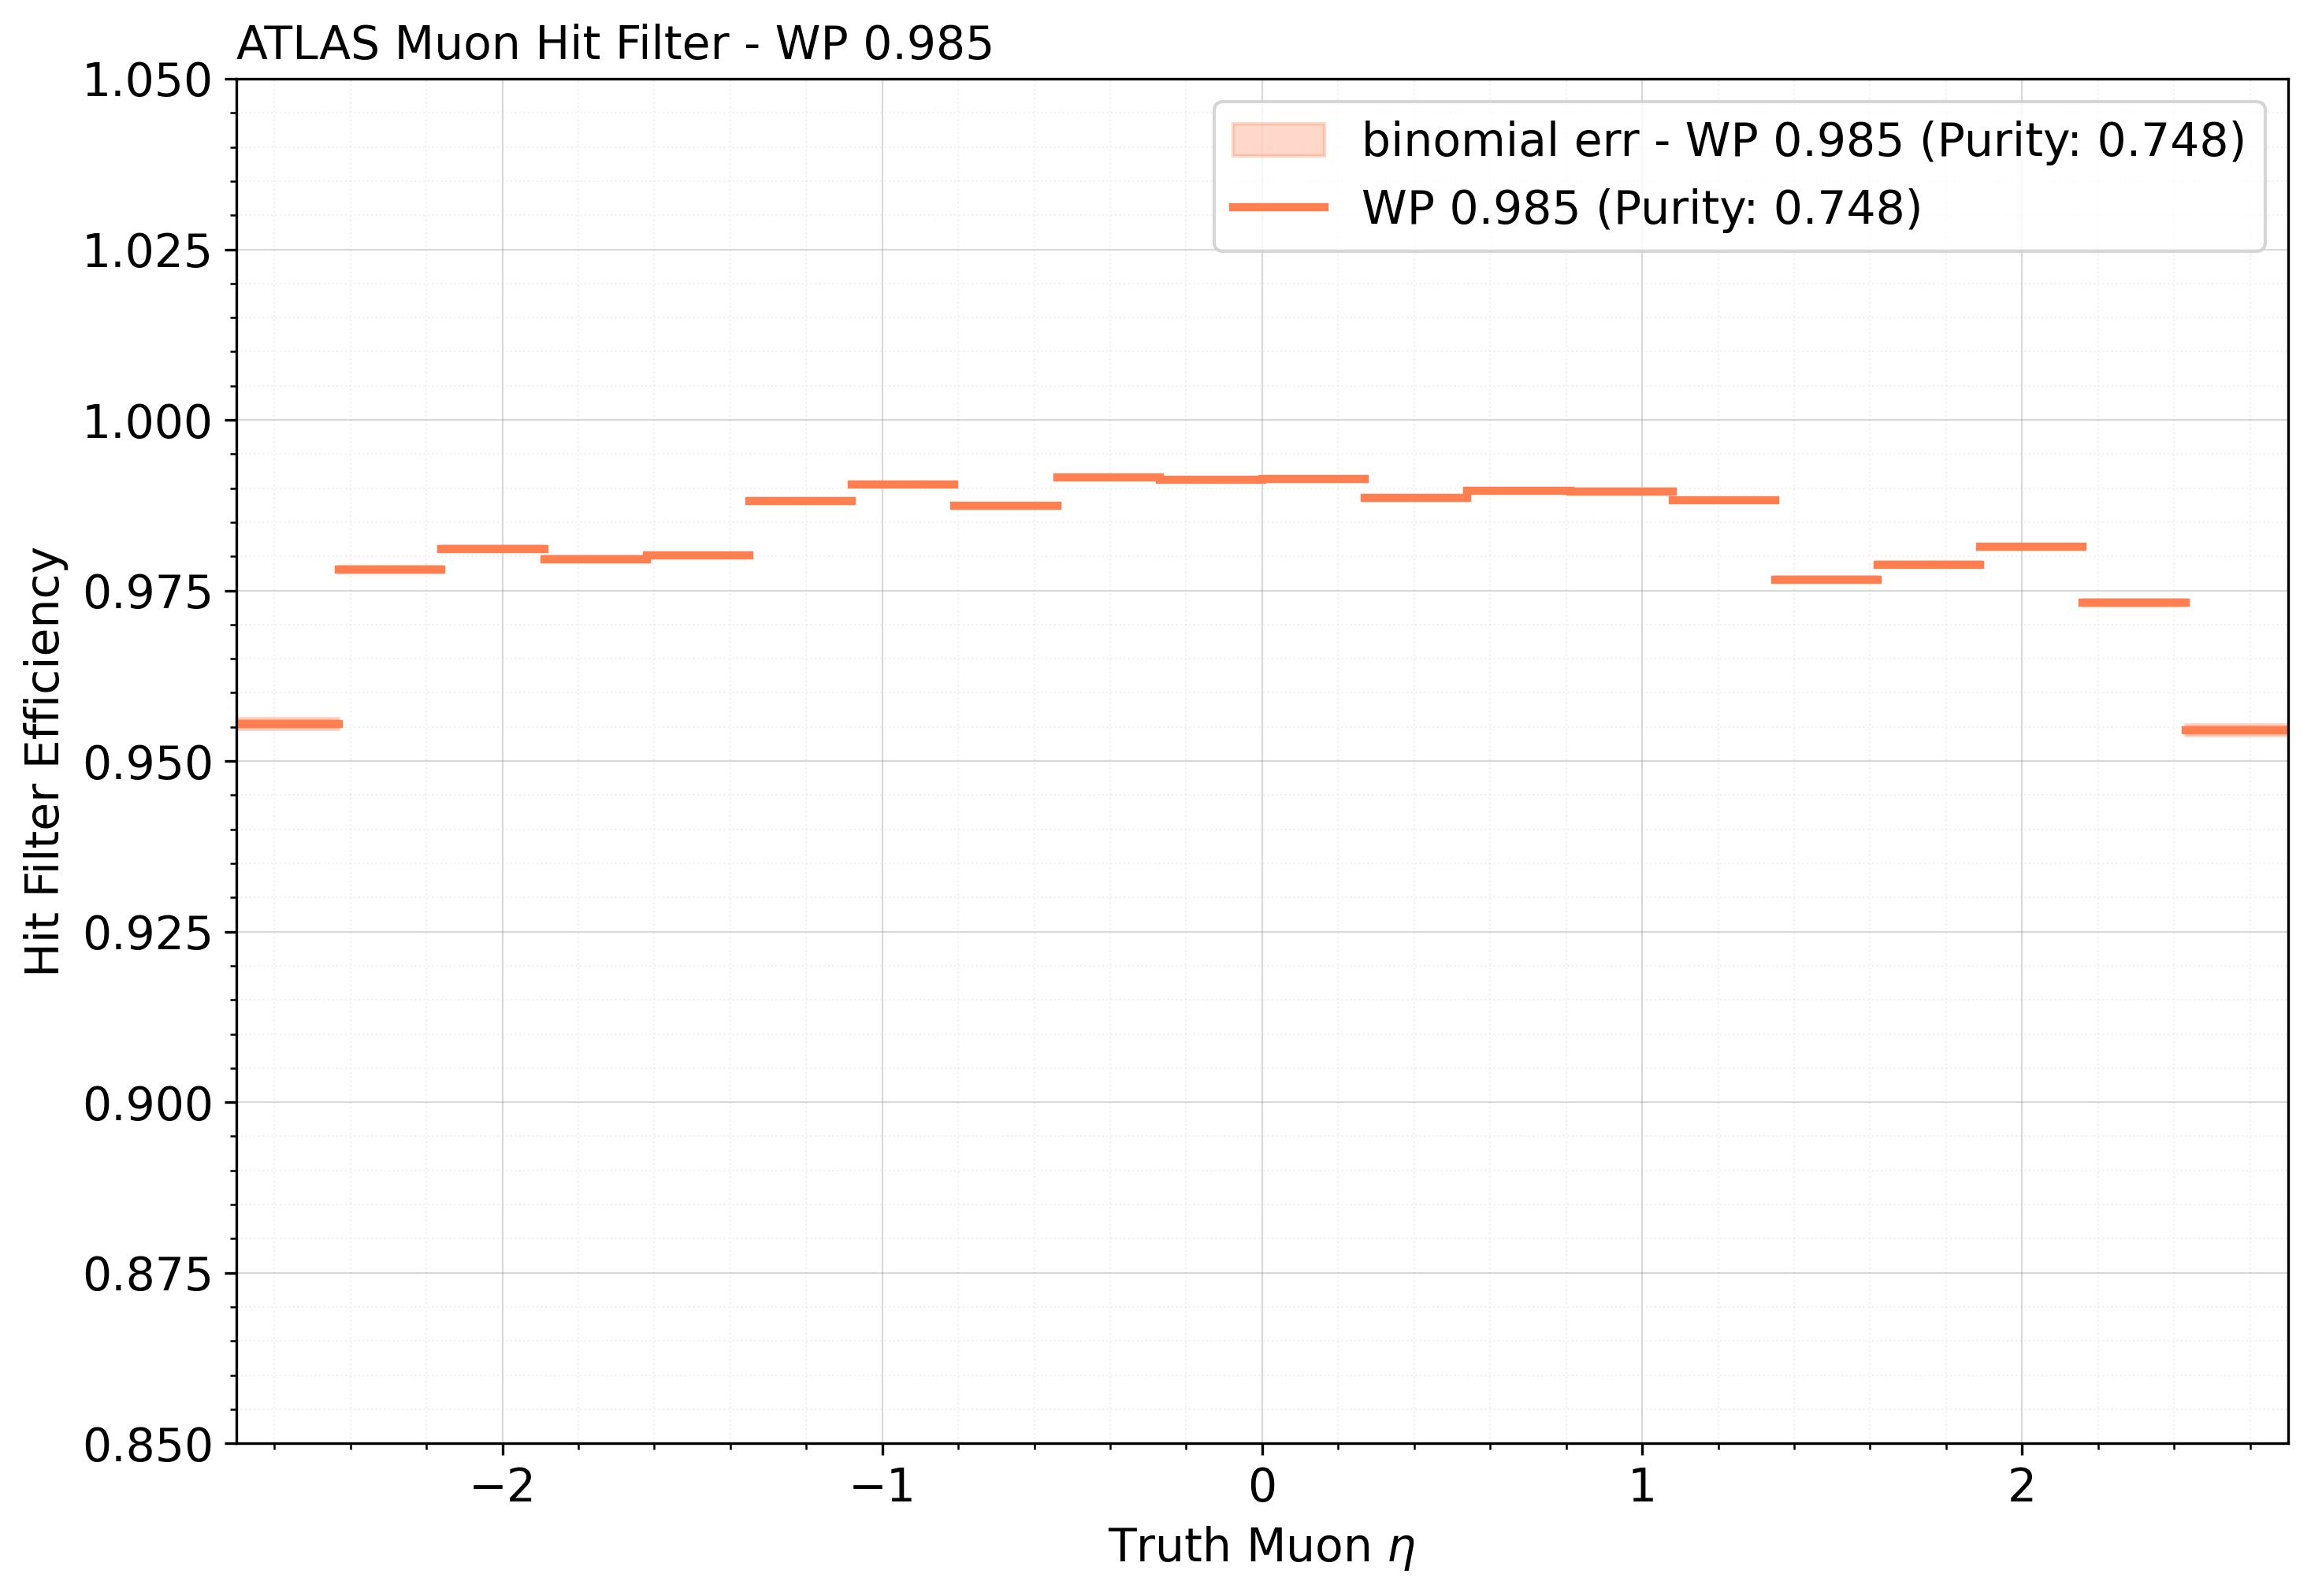 ATLAS Muon Hit Filter - WP 0.985
1.050
1.025
1.000
0.975
0.950
0.925
0.900
0.875
0.850
Hit Filter Efficiency
binomial err - WP 0.985 (Purity: 0.748)
WP 0.985 (Purity: 0.748)
−2
−1
0
1
2
Truth Muon η